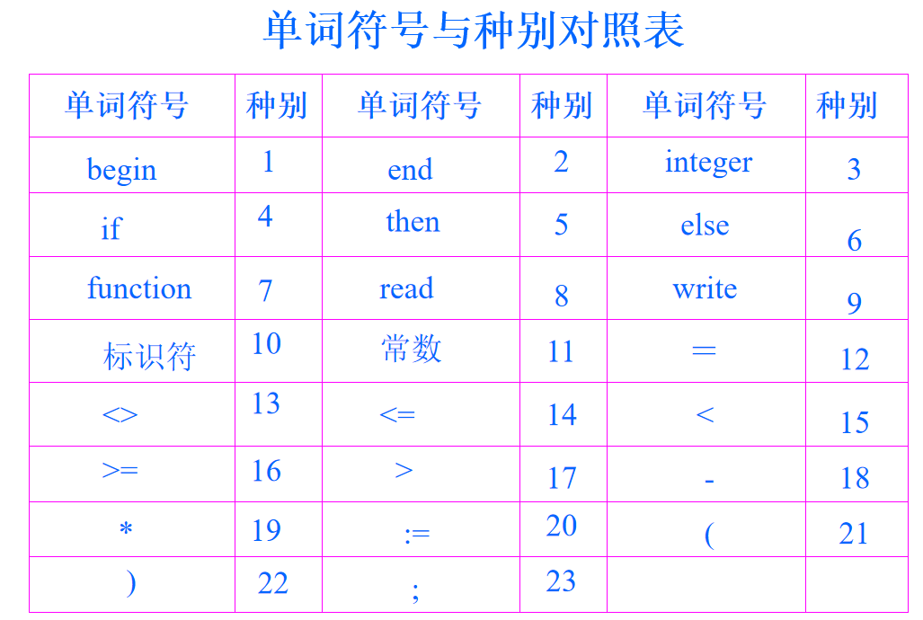 单词符号与种别对照表
单词符号 种别 单词符号 种别 单词符号 种别
begin 1 end 2 integer 3
if 4 then 5 else 6
function 7 read 8 write 9
标识符 10 常数 11 = 12
<> 13 <= 14 < 15
>= 16 > 17 - 18
* 19 := 20 ( 21
) 22 ; 23